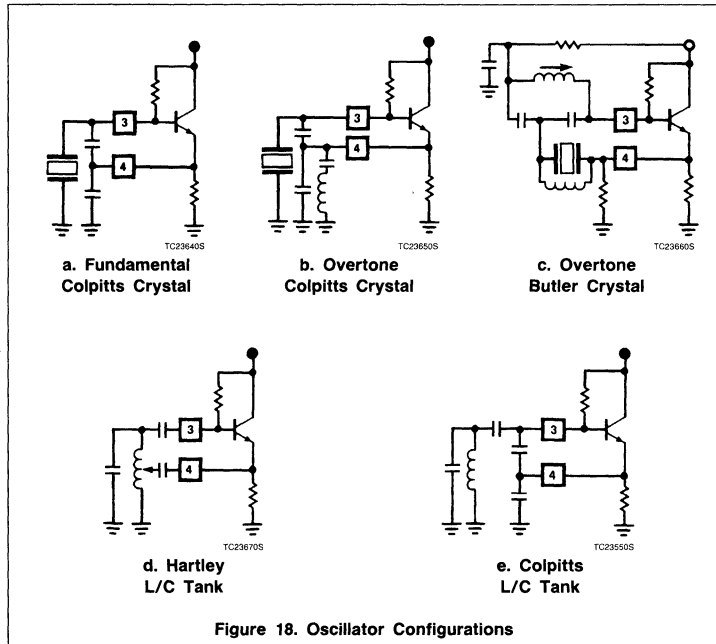 3
4
TC23640S
a. Fundamental
Colpitts Crystal
3
4
TC23650S
b. Overtone
Colpitts Crystal
3
4
TC23660S
c. Overtone
Butler Crystal
3
4
TC23670S
d. Hartley
L/C Tank
3
4
TC23550S
e. Colpitts
L/C Tank
Figure 18. Oscillator Configurations